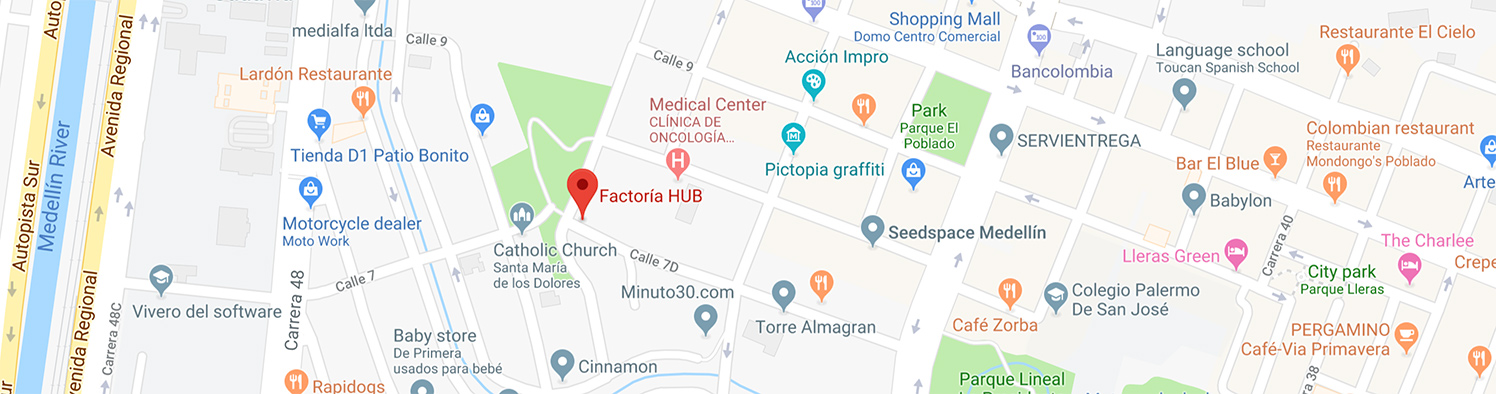 Autopista Sur
Medellín River
Avenida Regional
Autop
Avenida Regional
Carrera 48C
medialfa ltda
Calle 9
Lardón Restaurante
Tienda D1 Patio Bonito
Motorcycle dealer
Moto Work
Vivero del software
Carrera 48
Calle 7
Baby store
De Primera
usados para bebé
Rapidogs
Catholic Church
Santa María
de los Dolores
Factoría HUB
Calle 7D
Minuto30.com
Cinnamon
Calle 9
Medical Center
CLÍNICA DE
ONCOLOGÍA...
Acción Impro
Pictopia graffiti
Shopping Mall
Domo Centro Comercial
Park
Parque El
Poblado
Seedspace Medellín
Torre Almagran
Bancolombia
SERVIENTREGA
Language school
Toucan Spanish School
Restaurante El Cielo
Colombian restaurant
Restaurante
Mondongo's Poblado
Bar El Blue
Arte
Babylon
Lleras Green
Carrera 40
The Charlee
City park
Parque Lleras
Crepe
Café Zorba
Colegio Palermo
De San José
PERGAMINO
Café-Vía Primavera
Parque Lineal
ra 38